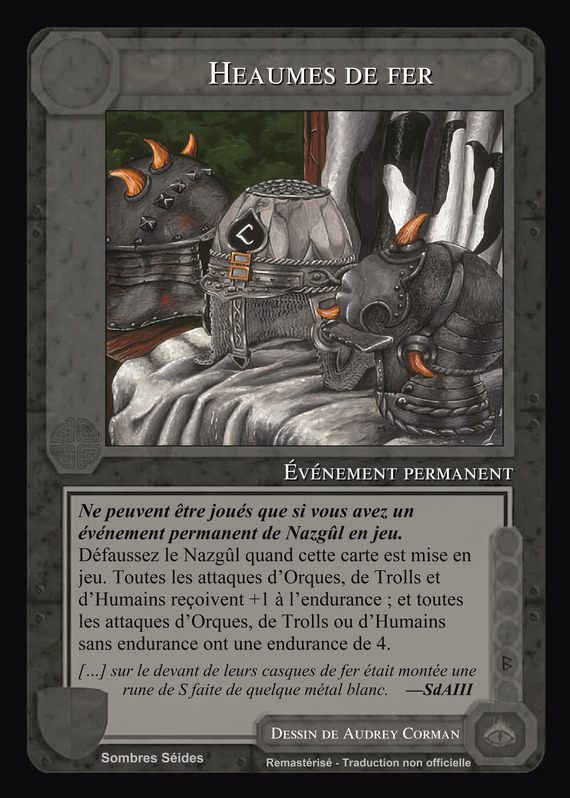 Heaumes de fer
Événement permanent
Ne peuvent être joués que si vous avez un
événement permanent de Nazgûl en jeu.
Défaussez le Nazgûl quand cette carte est mise en
jeu. Toutes les attaques d’Orques, de Trolls et
d’Humains reçoivent +1 à l’endurance ; et toutes
les attaques d’Orques, de Trolls ou d’Humains
sans endurance ont une endurance de 4.
[…] sur le devant de leurs casques de fer était montée une
rune de S faite de quelque métal blanc. —SdAIII
Dessin de Audrey Corman
Sombres Séides
Remastérisé - Traduction non officielle